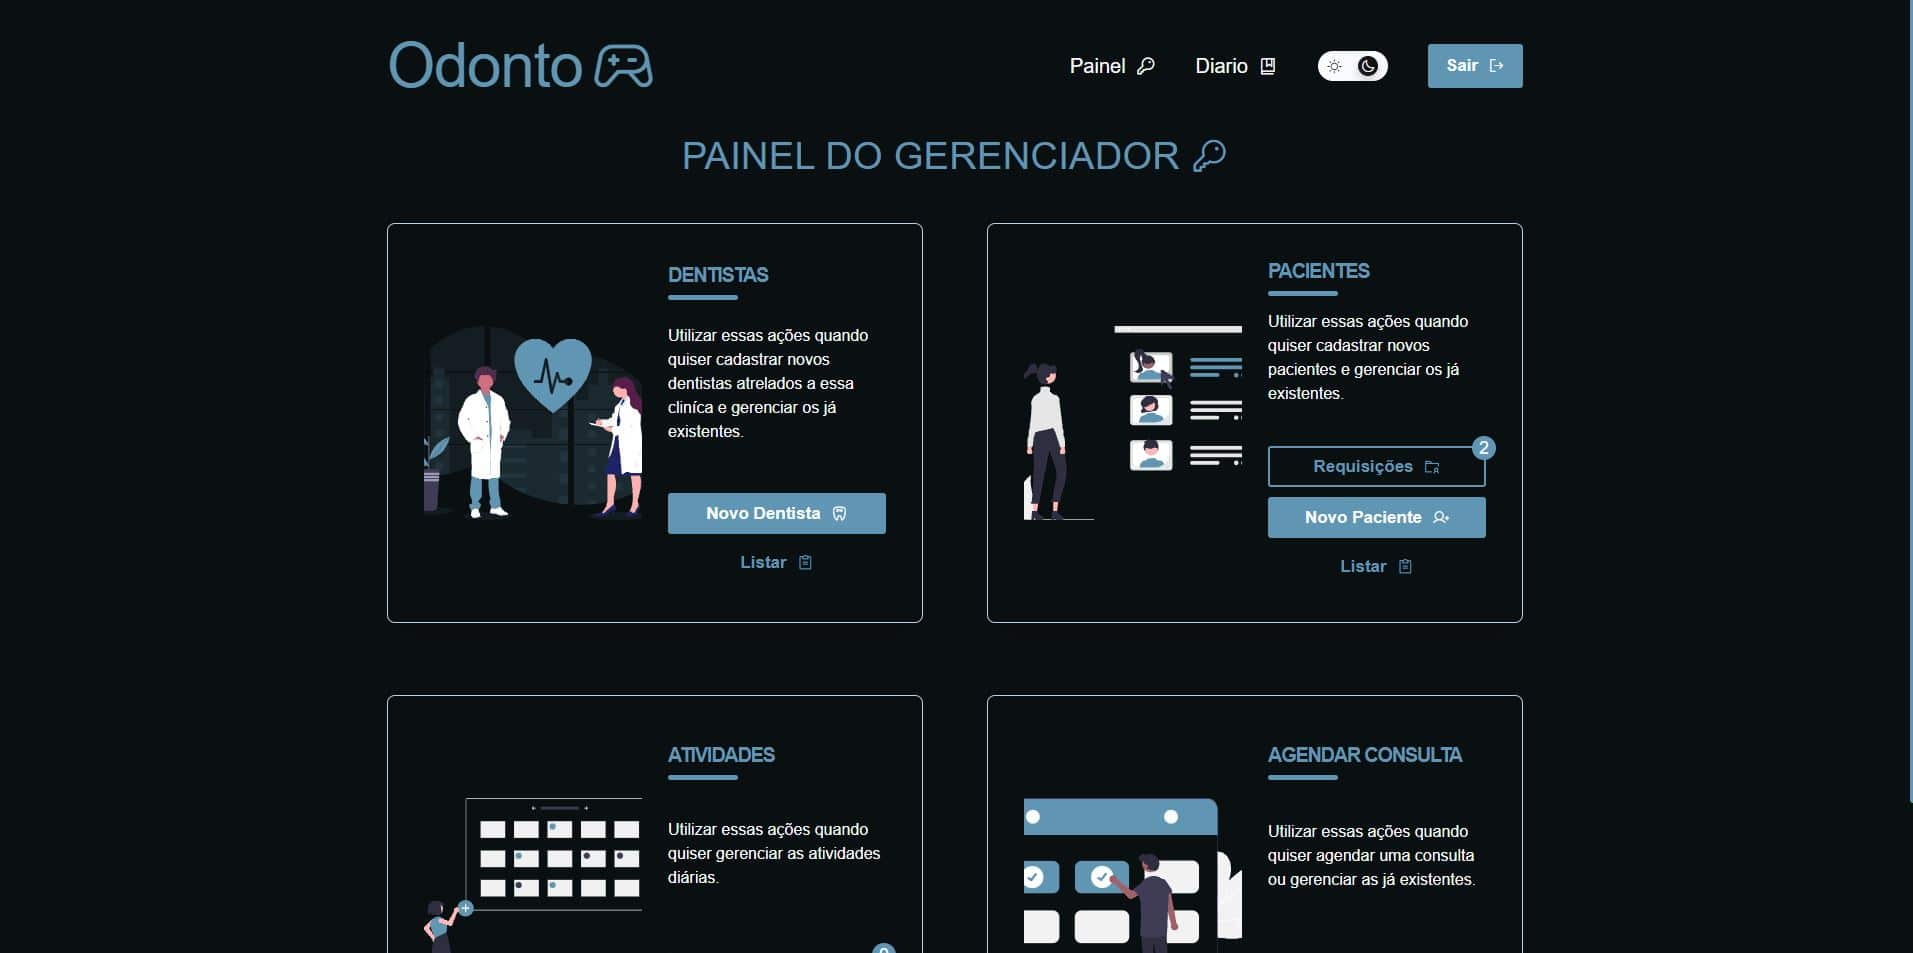 Odonto
Painel
Diario
Sair
PAINEL DO GERENCIADOR
DENTISTAS
Utilizar essas ações quando
quiser cadastrar novos
dentistas atrelados a essa
cliníca e gerenciar os já
existentes.
Novo Dentista
Listar
PACIENTES
Utilizar essas ações quando
quiser cadastrar novos
pacientes e gerenciar os já
existentes.
2
Requisições
Novo Paciente
Listar
ATIVIDADES
Utilizar essas ações quando
quiser gerenciar as atividades
diárias.
AGENDAR CONSULTA
Utilizar essas ações quando
quiser agendar uma consulta
ou gerenciar as já existentes.